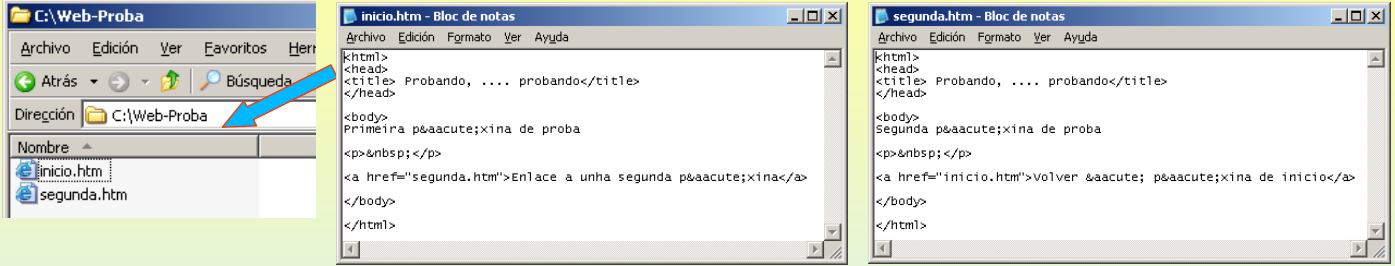 C:\Web-Proba
Archivo Edición Ver Favoritos Herr
Atrás Búsqueda
Dirección C:\Web-Proba
Nombre
inicio.htm
segunda.htm
inicio.htm - Bloc de notas
Archivo Edición Formato Ver Ayuda
<html>
<head>
<title> Probando, .... probando</title>
</head>
<body>
Primeira p&aacute;xina de proba
<p>&nbsp;</p>
<a href="segunda.htm">Enlace a unha segunda p&aacute;xina</a>
</body>
</html>
segunda.htm - Bloc de notas
Archivo Edición Formato Ver Ayuda
<html>
<head>
<title> Probando, .... probando</title>
</head>
<body>
Segunda p&aacute;xina de proba
<p>&nbsp;</p>
<a href="inicio.htm">Volver &aacute; p&aacute;xina de inicio</a>
</body>
</html>